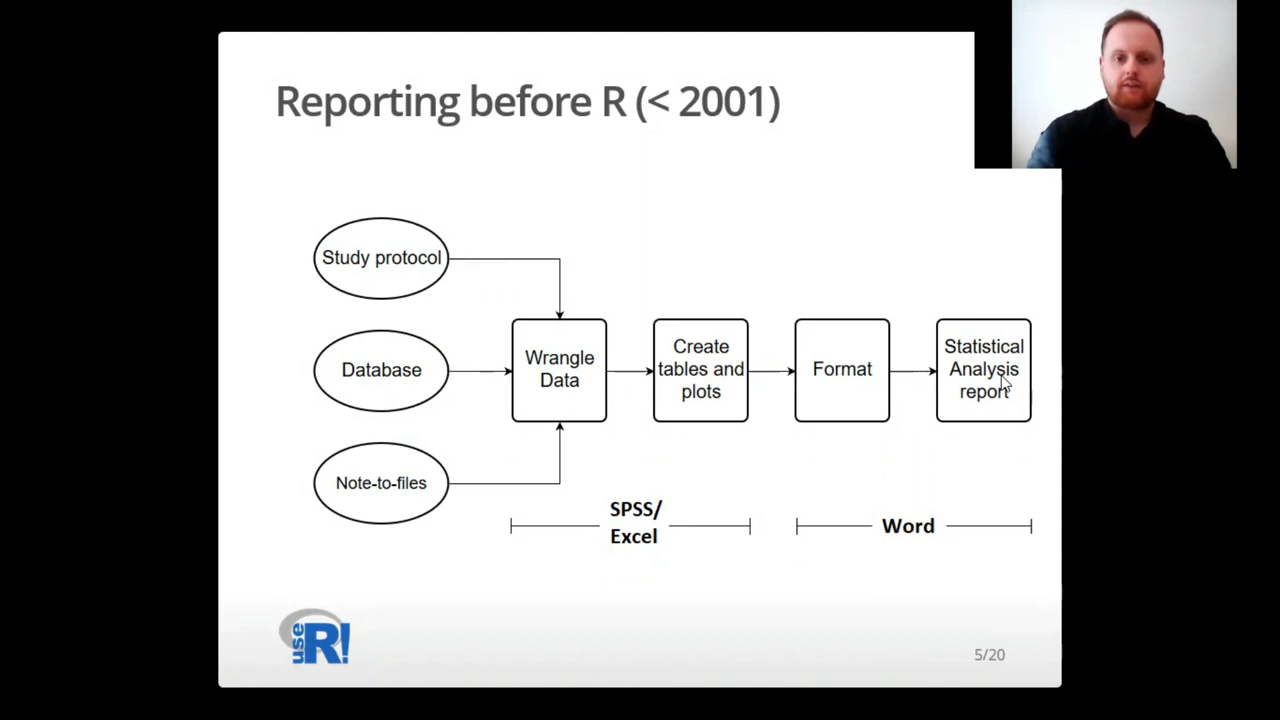 Reporting before R (< 2001)
Study protocol
Database
Note-to-files
Wrangle
Data
Create
tables and
plots
Format
Statistical
Analysis
report
SPSS/
Excel
Word
use R!
5/20